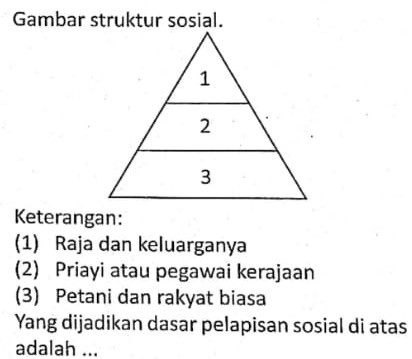 Gambar struktur sosial.
1
2
3
Keterangan:
(1) Raja dan keluarganya
(2) Priayi atau pegawai kerajaan
(3) Petani dan rakyat biasa
Yang dijadikan dasar pelapisan sosial di atas
adalah ...